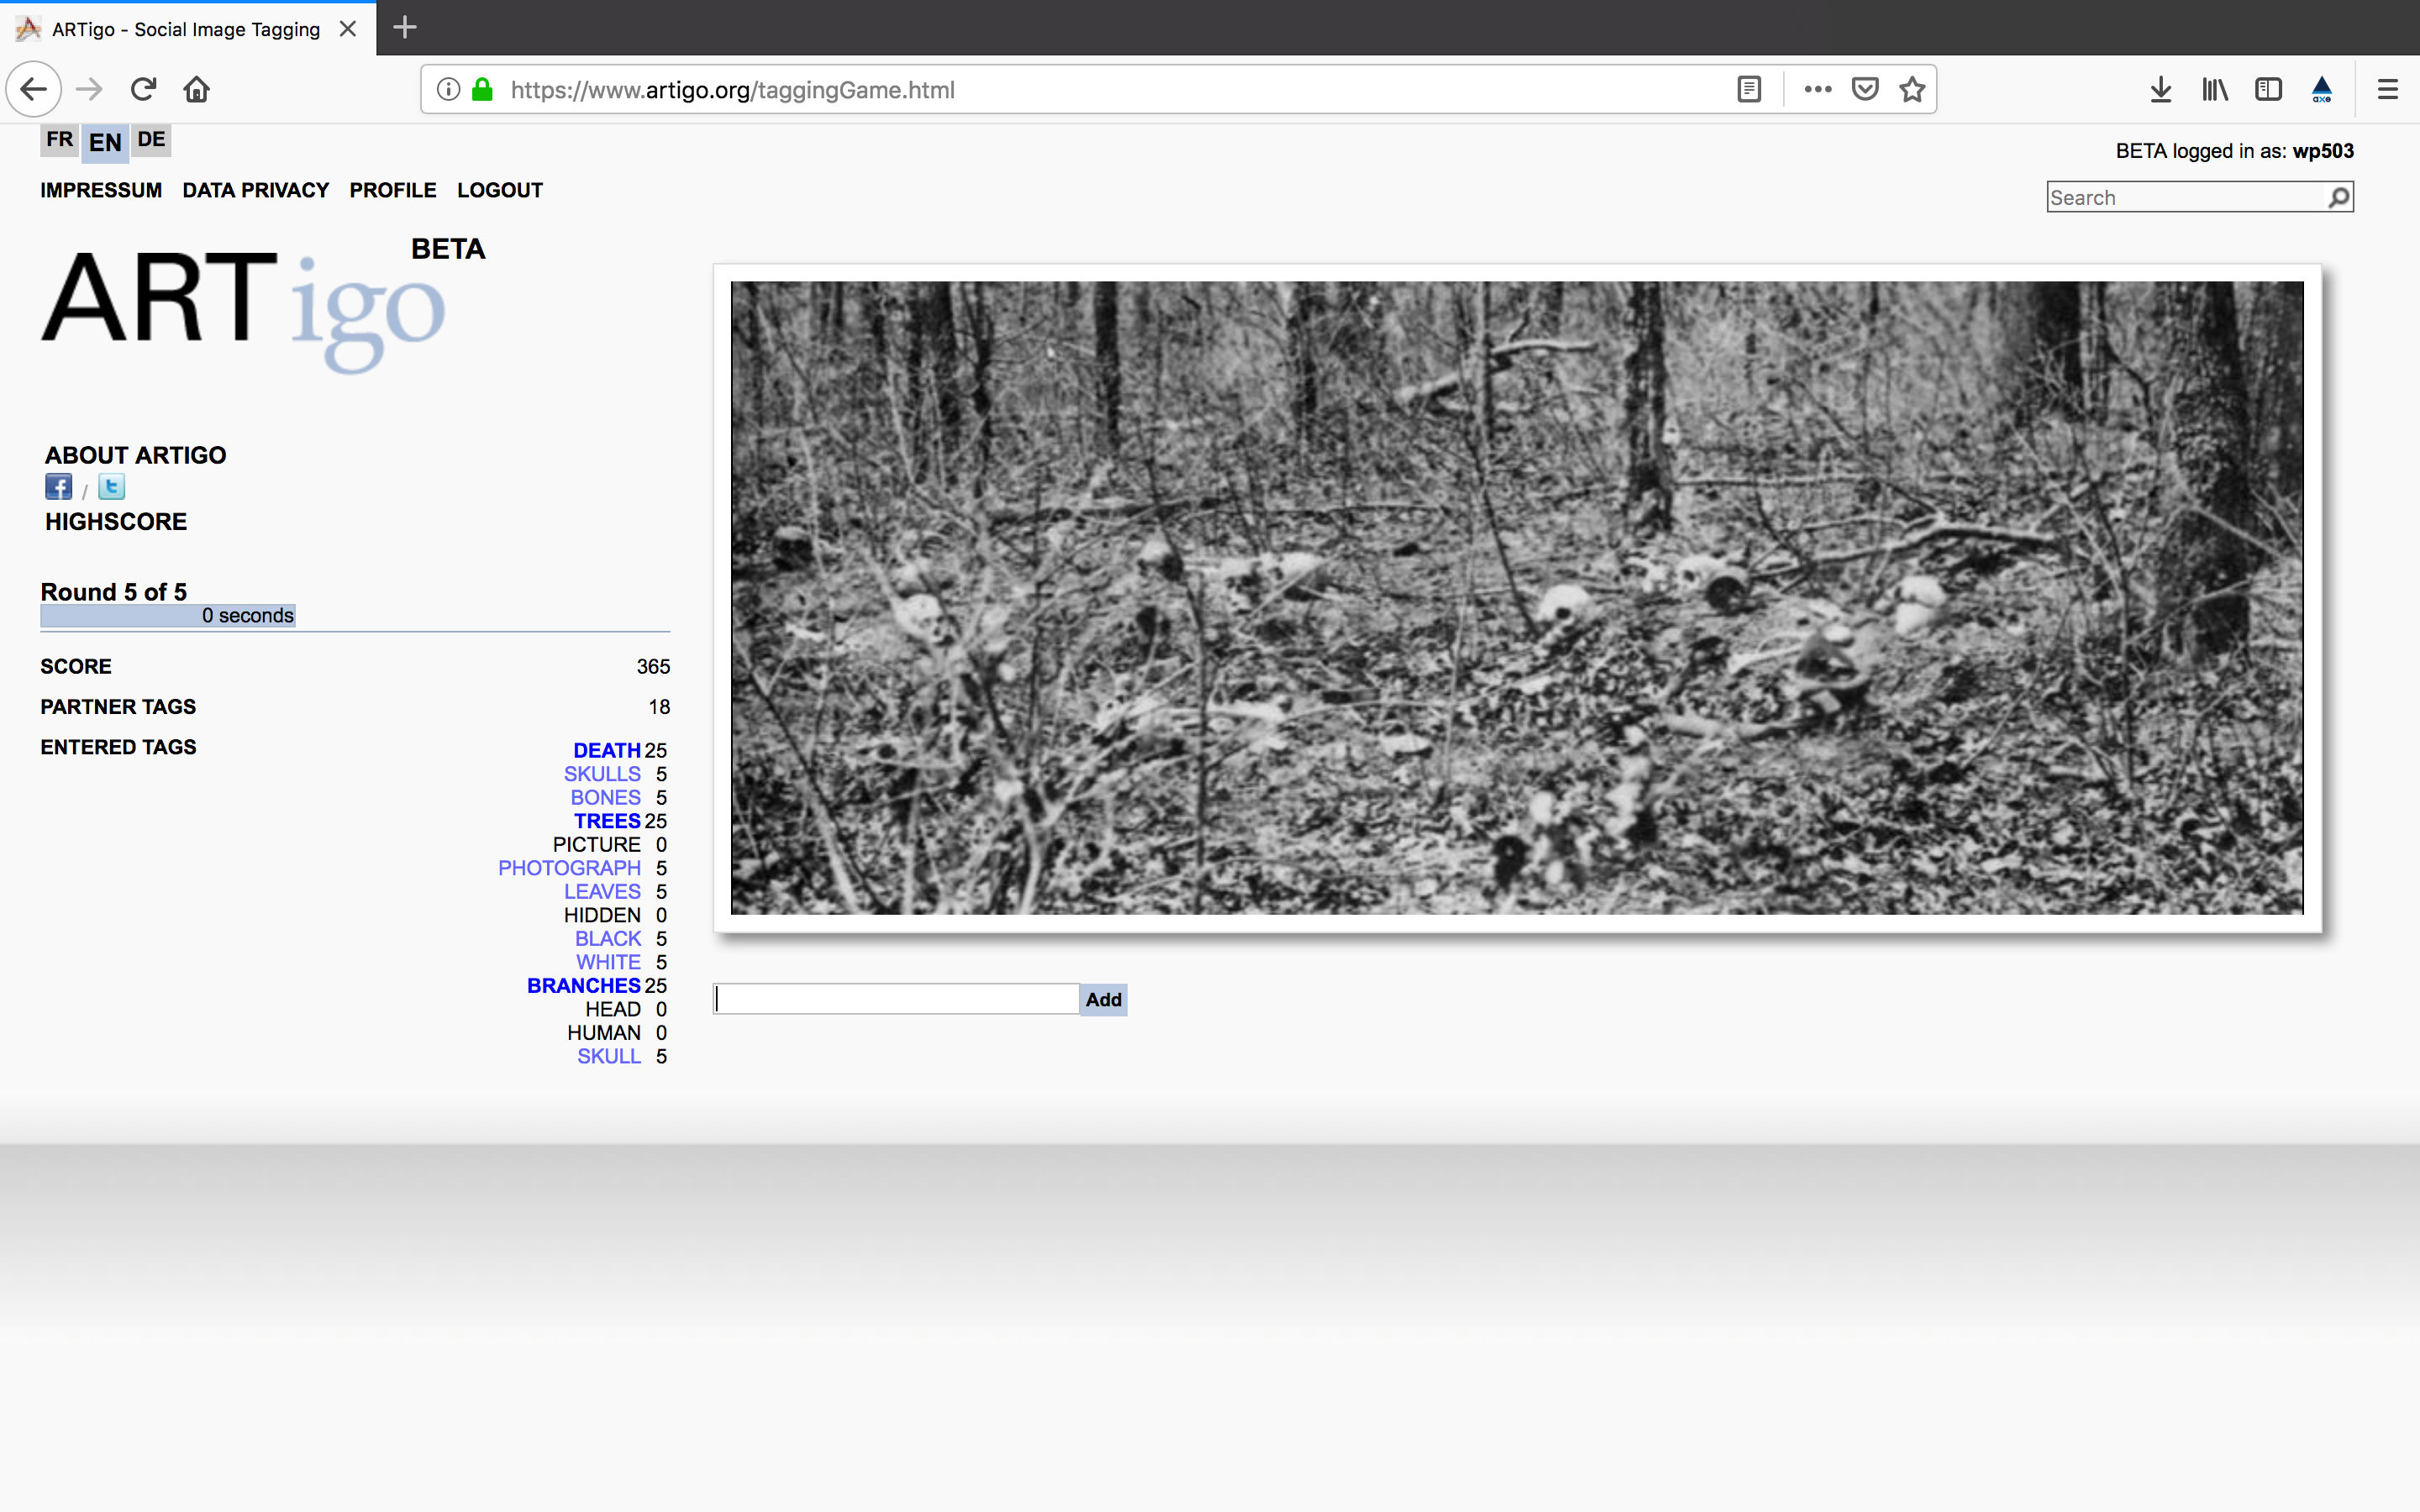 ARTigo - Social Image Tagging
https://www.artigo.org/taggingGame.html
axe
FR EN DE
BETA logged in as: wp503
IMPRESSUM DATA PRIVACY PROFILE LOGOUT
Search
ARTigo BETA
ABOUT ARTIGO
f / t
HIGHSCORE
Round 5 of 5
0 seconds
SCORE 365
PARTNER TAGS 18
ENTERED TAGS
DEATH 25
SKULLS 5
BONES 5
TREES 25
PICTURE 0
PHOTOGRAPH 5
LEAVES 5
HIDDEN 0
BLACK 5
WHITE 5
BRANCHES 25
HEAD 0
HUMAN 0
SKULL 5
Add